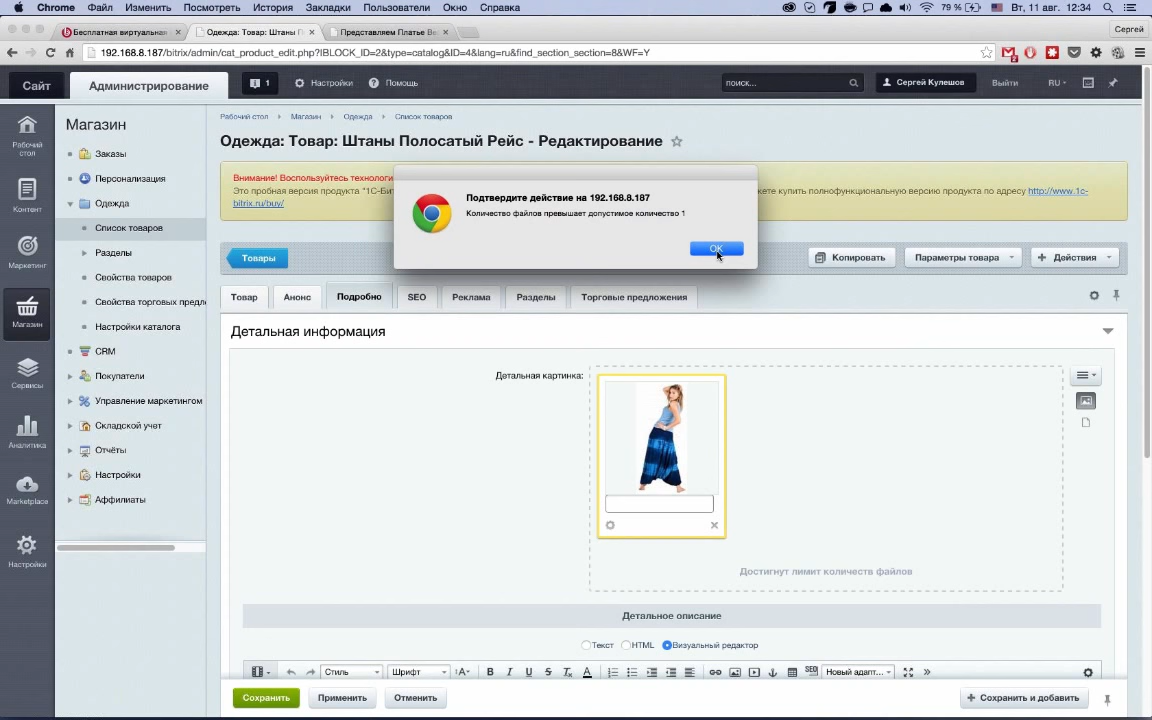 Chrome Файл Изменить Посмотреть История Закладки Пользователи Окно Справка 79 % Вт, 11 авг. 12:34
Бесплатная виртуальная Одежда: Товар: Штаны П Представляем Платье Ве Сергей
192.168.8.187/bitrix/admin/cat_product_edit.php?IBLOCK_ID=2&type=catalog&ID=4&lang=ru&find_section_section=8&WF=Y
Сайт Администрирование 1 Настройки Помощь поиск... Сергей Кулешов Выйти RU
Рабочий стол
Контент
Маркетинг
Магазин
Сервисы
Аналитика
Marketplace
Настройки
Магазин
Заказы
Персонализация
Одежда
Список товаров
Разделы
Свойства товаров
Свойства торговых предл
Настройки каталога
CRM
Покупатели
Управление маркетингом
Складской учет
Отчёты
Настройки
Аффилиаты
Рабочий стол Магазин Одежда Список товаров
Одежда: Товар: Штаны Полосатый Рейс - Редактирование
Внимание! Воспользуйтесь технологи
Это пробная версия продукта "1С-Бит
жете купить полнофункциональную версию продукта по адресу http://www.1c-
bitrix.ru/buy/
Подтвердите действие на 192.168.8.187
Количество файлов превышает допустимое количество 1
OK
Товары Копировать Параметры товара Действия
Товар Анонс Подробно SEO Реклама Разделы Торговые предложения
Детальная информация
Детальная картинка:
Достигнут лимит количеств файлов
Детальное описание
Текст HTML Визуальный редактор
Стиль Шрифт A B I U S Tx A SEO Новый адапт...
Сохранить Применить Отменить Сохранить и добавить